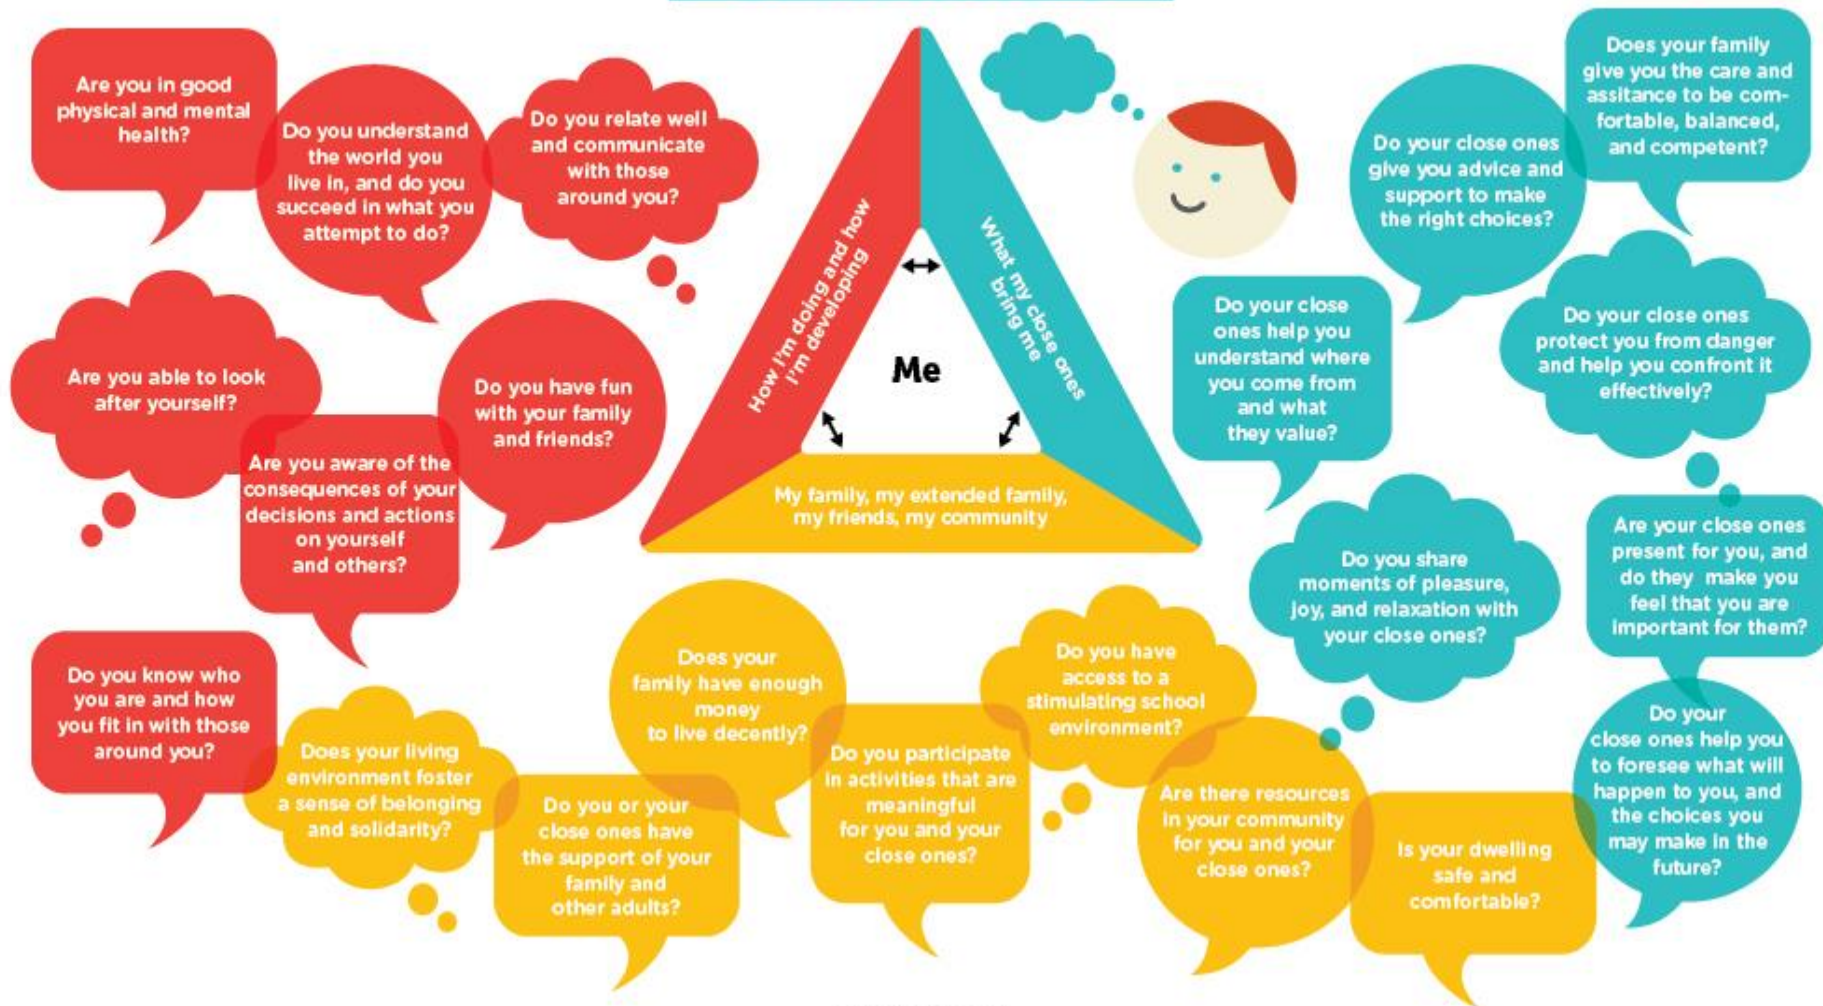 Are you in good
physical and mental
health?
Do you understand
the world you
live in, and do you
succeed in what you
attempt to do?
Do you relate well
and communicate
with those
around you?
Are you able to look
after yourself?
Are you aware of the
consequences of your
decisions and actions
on yourself
and others?
Do you have fun
with your family
and friends?
Do you know who
you are and how
you fit in with those
around you?
How I'm doing and how
I'm developing
What my close ones
bring me
Me
My family, my extended family,
my friends, my community
Does your family
give you the care and
assitance to be com-
fortable, balanced,
and competent?
Do your close ones
give you advice and
support to make
the right choices?
Do your close
ones help you
understand where
you come from
and what
they value?
Do your close ones
protect you from danger
and help you confront it
effectively?
Do you share
moments of pleasure,
joy, and relaxation with
your close ones?
Are your close ones
present for you, and
do they make you
feel that you are
important for them?
Do your
close ones help you
to foresee what will
happen to you, and
the choices you
may make in the
future?
Does your living
environment foster
a sense of belonging
and solidarity?
Do you or your
close ones have
the support of your
family and
other adults?
Does your
family have enough
money
to live decently?
Do you participate
in activities that are
meaningful
for you and your
close ones?
Do you have
access to a
stimulating school
environment?
Are there resources
in your community
for you and your
close ones?
Is your dwelling
safe and
comfortable?